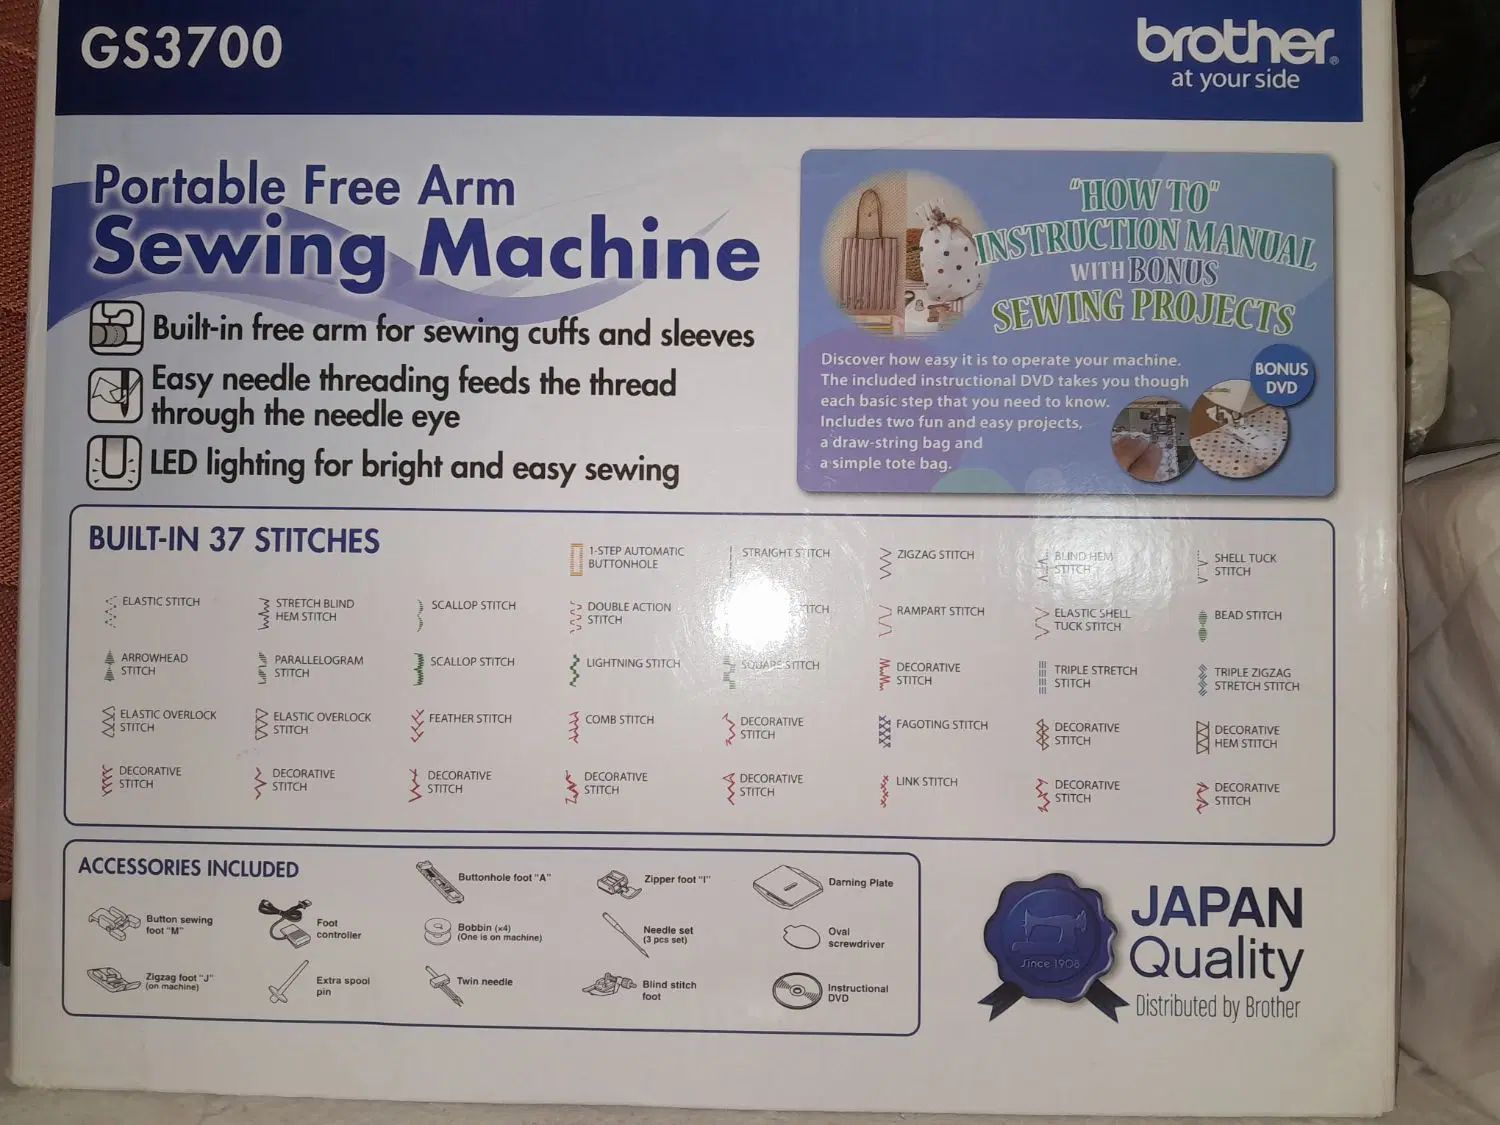 GS3700
brother
at your side
Portable Free Arm
Sewing Machine
Built-in free arm for sewing cuffs and sleeves
Easy needle threading feeds the thread
through the needle eye
LED lighting for bright and easy sewing
"HOW TO"
INSTRUCTION MANUAL
WITH BONUS
SEWING PROJECTS
Discover how easy it is to operate your machine.
The included instructional DVD takes you though
each basic step that you need to know.
Includes two fun and easy projects,
a draw-string bag and
a simple tote bag.
BONUS
DVD
BUILT-IN 37 STITCHES
1-STEP AUTOMATIC
BUTTONHOLE
STRAIGHT STITCH
ZIGZAG STITCH
BLIND HEM
STITCH
SHELL TUCK
STITCH
ELASTIC STITCH
STRETCH BLIND
HEM STITCH
SCALLOP STITCH
DOUBLE ACTION
STITCH
RAMPART STITCH
ELASTIC SHELL
TUCK STITCH
BEAD STITCH
ARROWHEAD
STITCH
PARALLELOGRAM
STITCH
SCALLOP STITCH
LIGHTNING STITCH
SQUARE STITCH
DECORATIVE
STITCH
TRIPLE STRETCH
STITCH
TRIPLE ZIGZAG
STRETCH STITCH
ELASTIC OVERLOCK
STITCH
ELASTIC OVERLOCK
STITCH
FEATHER STITCH
COMB STITCH
DECORATIVE
STITCH
FAGOTING STITCH
DECORATIVE
STITCH
DECORATIVE
HEM STITCH
DECORATIVE
STITCH
DECORATIVE
STITCH
DECORATIVE
STITCH
DECORATIVE
STITCH
DECORATIVE
STITCH
LINK STITCH
DECORATIVE
STITCH
DECORATIVE
STITCH
ACCESSORIES INCLUDED
Buttonhole foot "A"
Zipper foot "I"
Darning Plate
Button sewing
foot "M"
Foot
controller
Bobbin (x4)
(One is on machine)
Needle set
(3 pcs set)
Oval
screwdriver
Zigzag foot "J"
(on machine)
Extra spool
pin
Twin needle
Blind stitch
foot
Instructional
DVD
Since 1908
JAPAN
Quality
Distributed by Brother